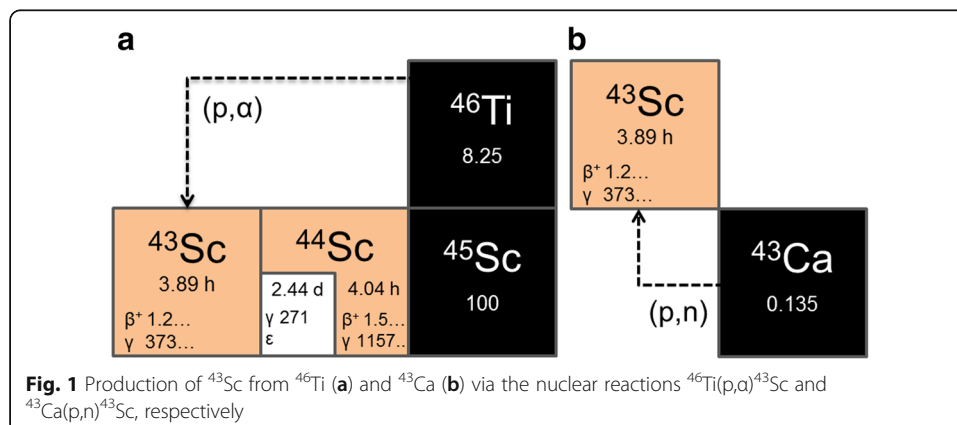 a
b
(p,α)
⁴⁶Ti
8.25
⁴³Sc
3.89 h
β⁺ 1.2...
γ 373...
⁴⁴Sc
2.44 d
γ 271
ε
4.04 h
β⁺ 1.5...
γ 1157..
⁴⁵Sc
100
⁴³Sc
3.89 h
β⁺ 1.2...
γ 373...
(p,n)
⁴³Ca
0.135
Fig. 1 Production of ⁴³Sc from ⁴⁶Ti (a) and ⁴³Ca (b) via the nuclear reactions ⁴⁶Ti(p,α)⁴³Sc and
⁴³Ca(p,n)⁴³Sc, respectively